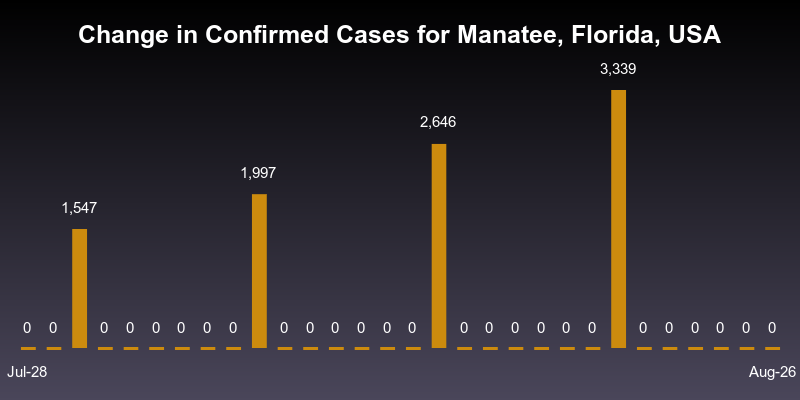 Change in Confirmed Cases for Manatee, Florida, USA
3,339
2,646
1,997
1,547
0 0 0 0 0 0 0 0 0 0 0 0 0 0 0 0 0 0 0 0 0 0 0 0 0 0
Jul-28 Aug-26